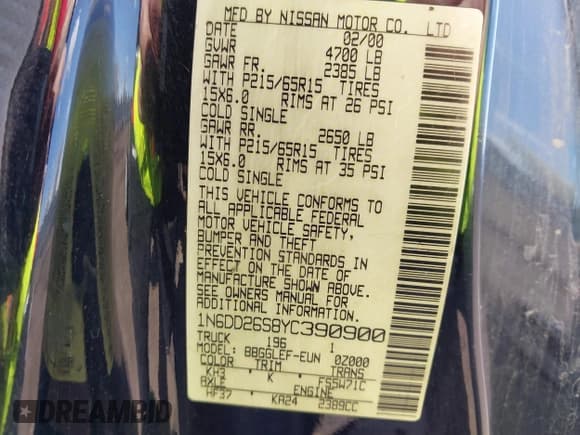 MFD BY NISSAN MOTOR CO. LTD
DATE 02/00
GVWR 4700 LB
GAWR FR. 2385 LB
WITH P215/65R15 TIRES
15X6.0 RIMS AT 26 PSI
COLD SINGLE
GAWR RR. 2650 LB
WITH P215/65R15 TIRES
15X6.0 RIMS AT 35 PSI
COLD SINGLE
THIS VEHICLE CONFORMS TO
ALL APPLICABLE FEDERAL
MOTOR VEHICLE SAFETY,
BUMPER AND THEFT
PREVENTION STANDARDS IN
EFFECT ON THE DATE OF
MANUFACTURE SHOWN ABOVE.
SEE OWNERS MANUAL FOR
ADDITIONAL INFORMATION.
1N6DD26S8YC390900
TRUCK 196 1
MODEL: BBGGLEF-EUN 0Z000
COLOR TRIM TRANS
KH3 K FS5W71C
AXLE ENGINE
HF37 KA24 2389CC
DREAMBID